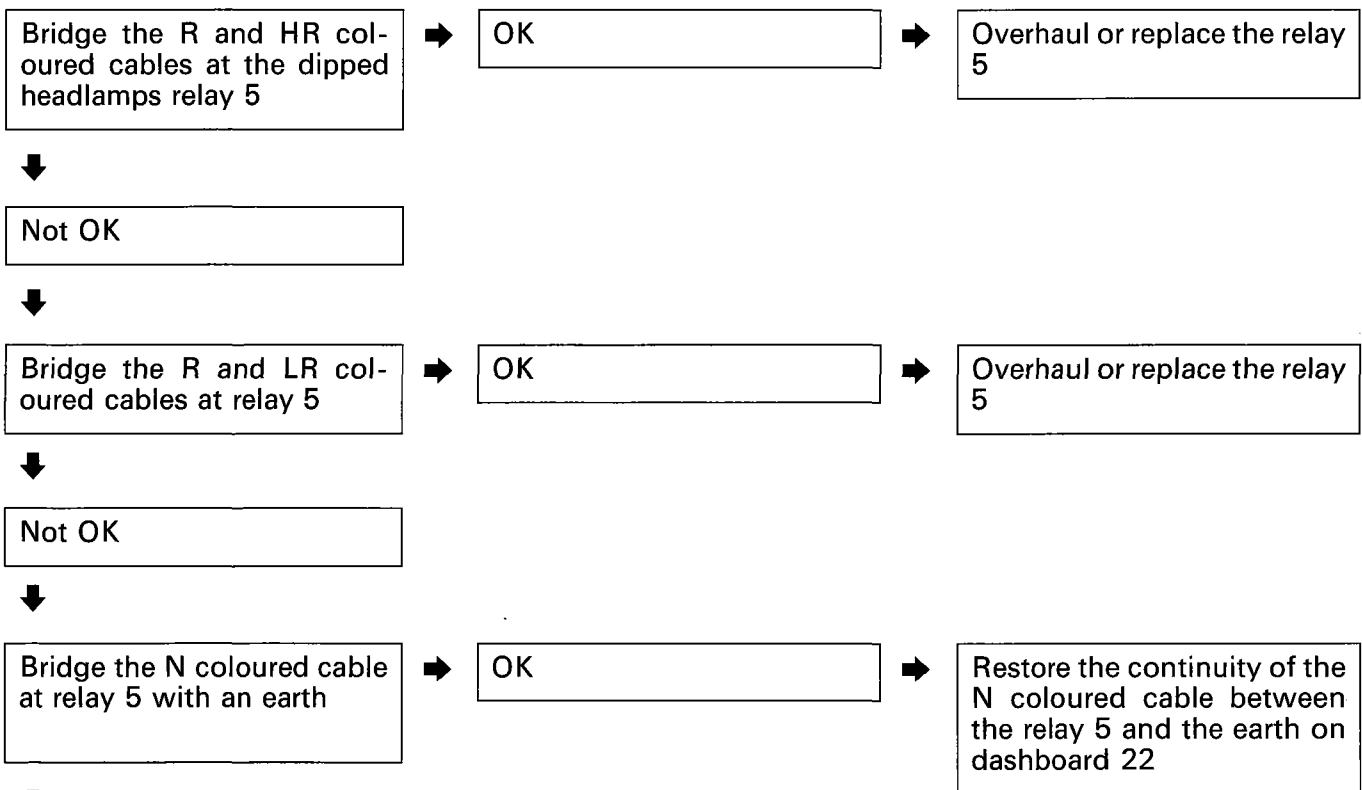 Bridge the R and HR col-
oured cables at the dipped
headlamps relay 5
OK
Overhaul or replace the relay
5
Not OK
Bridge the R and LR col-
oured cables at relay 5
OK
Overhaul or replace the relay
5
Not OK
Bridge the N coloured cable
at relay 5 with an earth
OK
Restore the continuity of the
N coloured cable between
the relay 5 and the earth on
dashboard 22